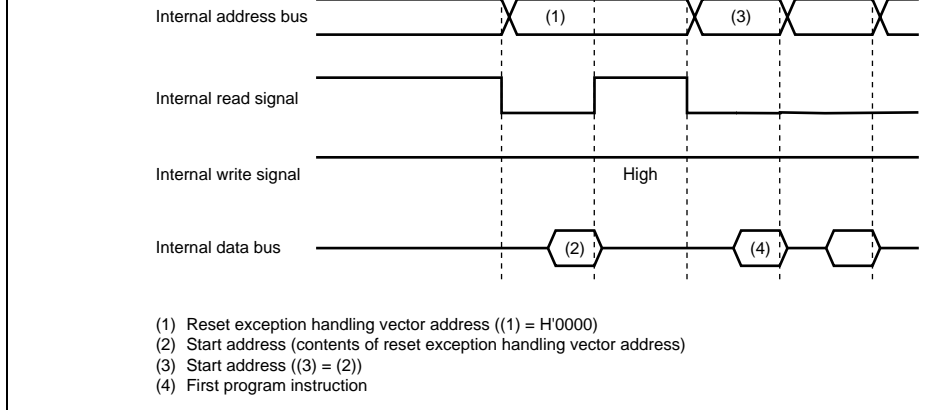 Internal address bus
(1)
(3)
Internal read signal
Internal write signal
High
Internal data bus
(2)
(4)
(1) Reset exception handling vector address ((1) = H'0000)
(2) Start address (contents of reset exception handling vector address)
(3) Start address ((3) = (2))
(4) First program instruction